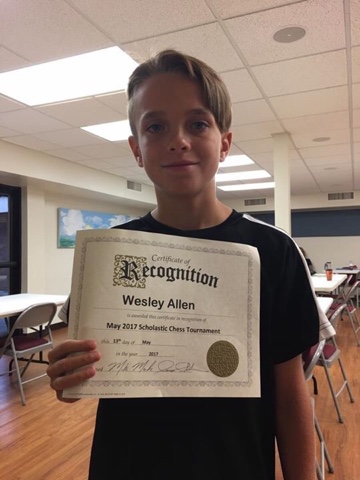 Certificate of
Recognition
Wesley Allen
is awarded this certificate in recognition of
May 2017 Scholastic Chess Tournament
this 13th day of May
in the year 2017